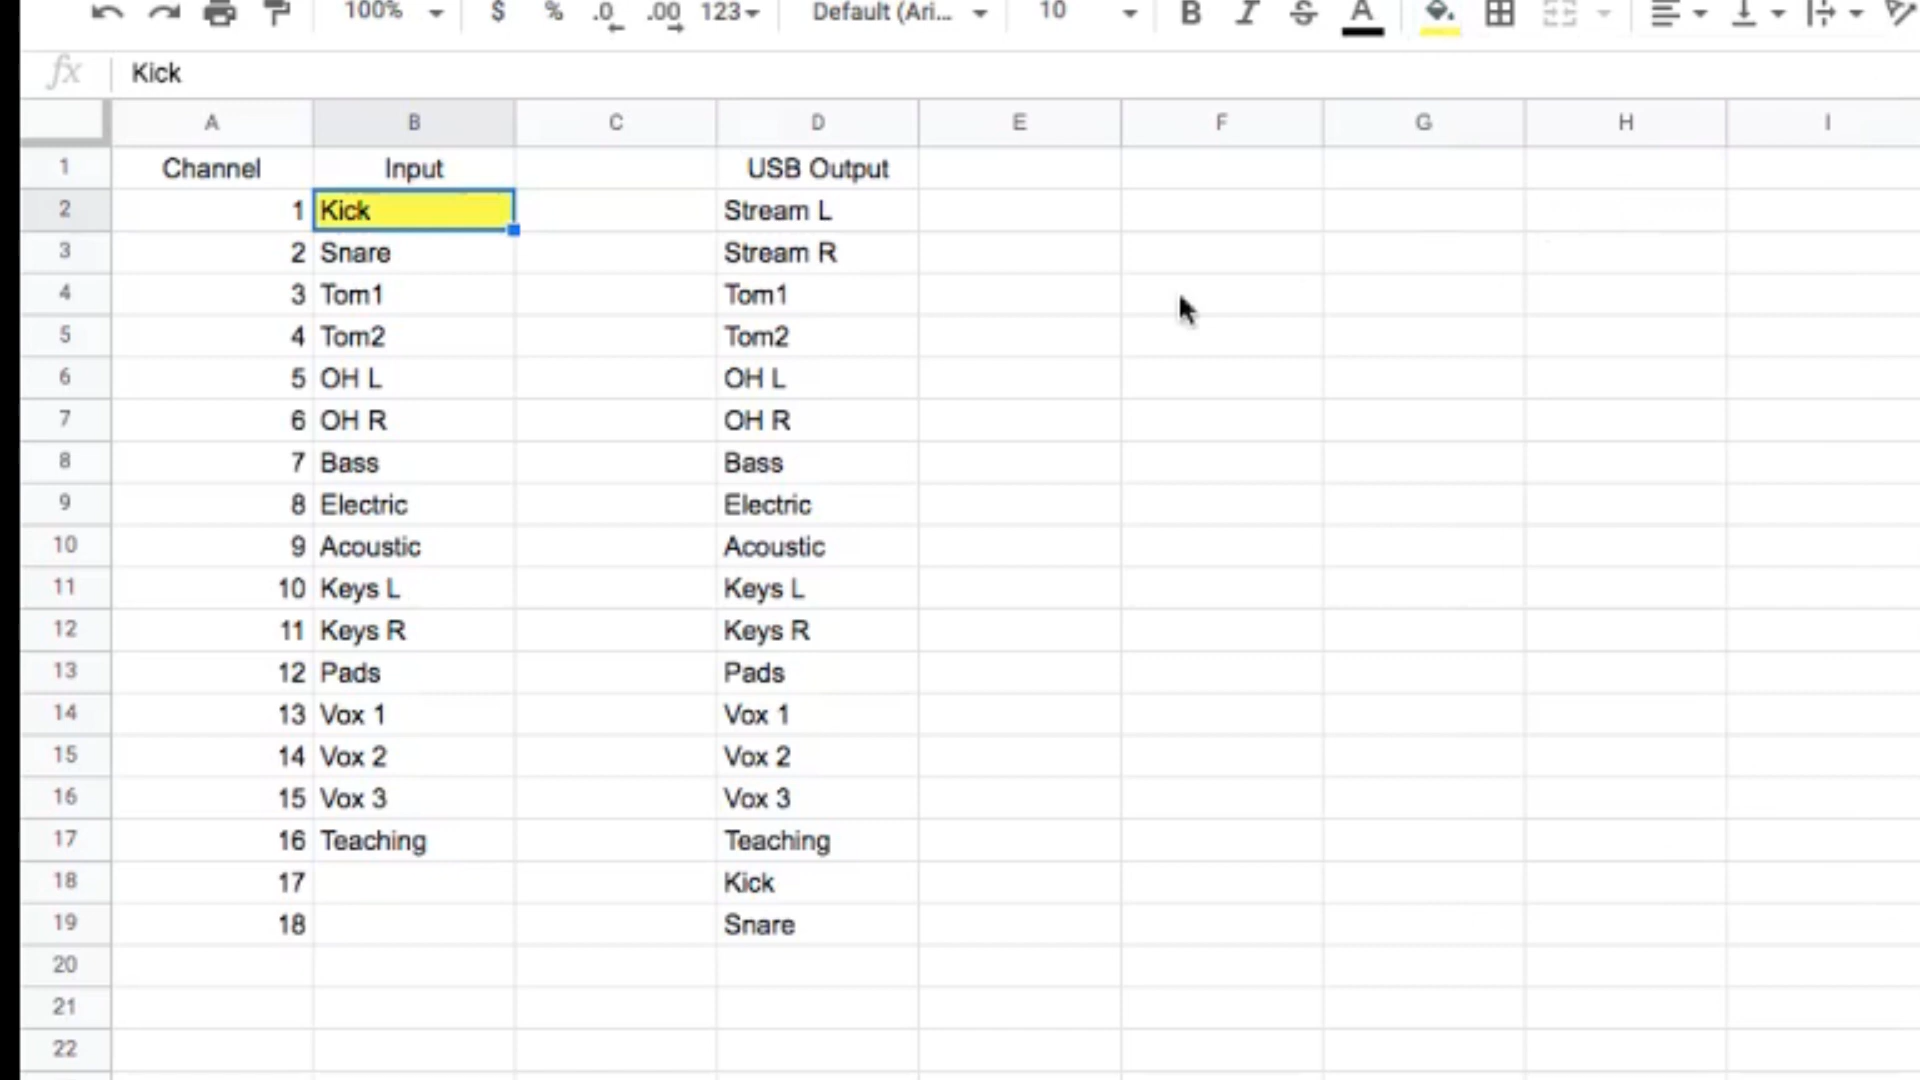 100% $ % .0 .00 123 Default (Ari... 10 B I S A
fx Kick
A B C D E F G H I
1 Channel Input USB Output
2 1 Kick Stream L
3 2 Snare Stream R
4 3 Tom1 Tom1
5 4 Tom2 Tom2
6 5 OH L OH L
7 6 OH R OH R
8 7 Bass Bass
9 8 Electric Electric
10 9 Acoustic Acoustic
11 10 Keys L Keys L
12 11 Keys R Keys R
13 12 Pads Pads
14 13 Vox 1 Vox 1
15 14 Vox 2 Vox 2
16 15 Vox 3 Vox 3
17 16 Teaching Teaching
18 17 Kick
19 18 Snare
20
21
22